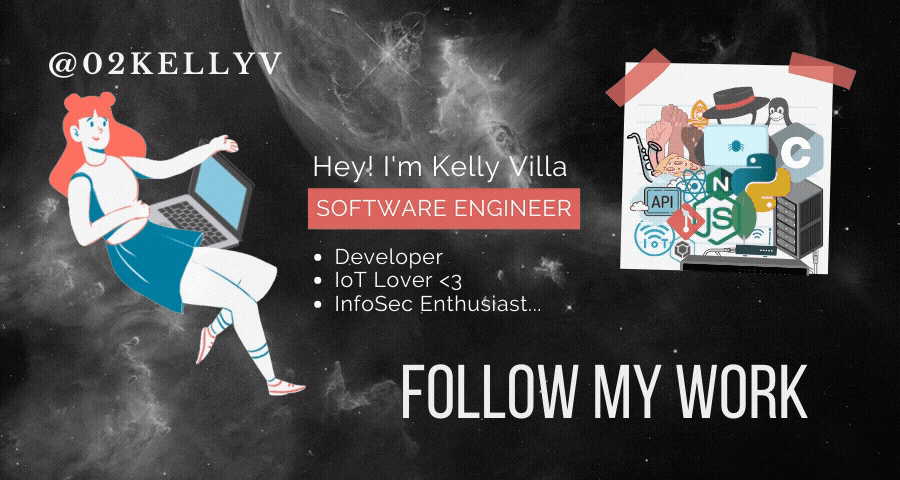 @02KELLYV
Hey! I'm Kelly Villa
SOFTWARE ENGINEER
Developer
IoT Lover <3
InfoSec Enthusiast...
C
N
API
JS
IoT
FOLLOW MY WORK